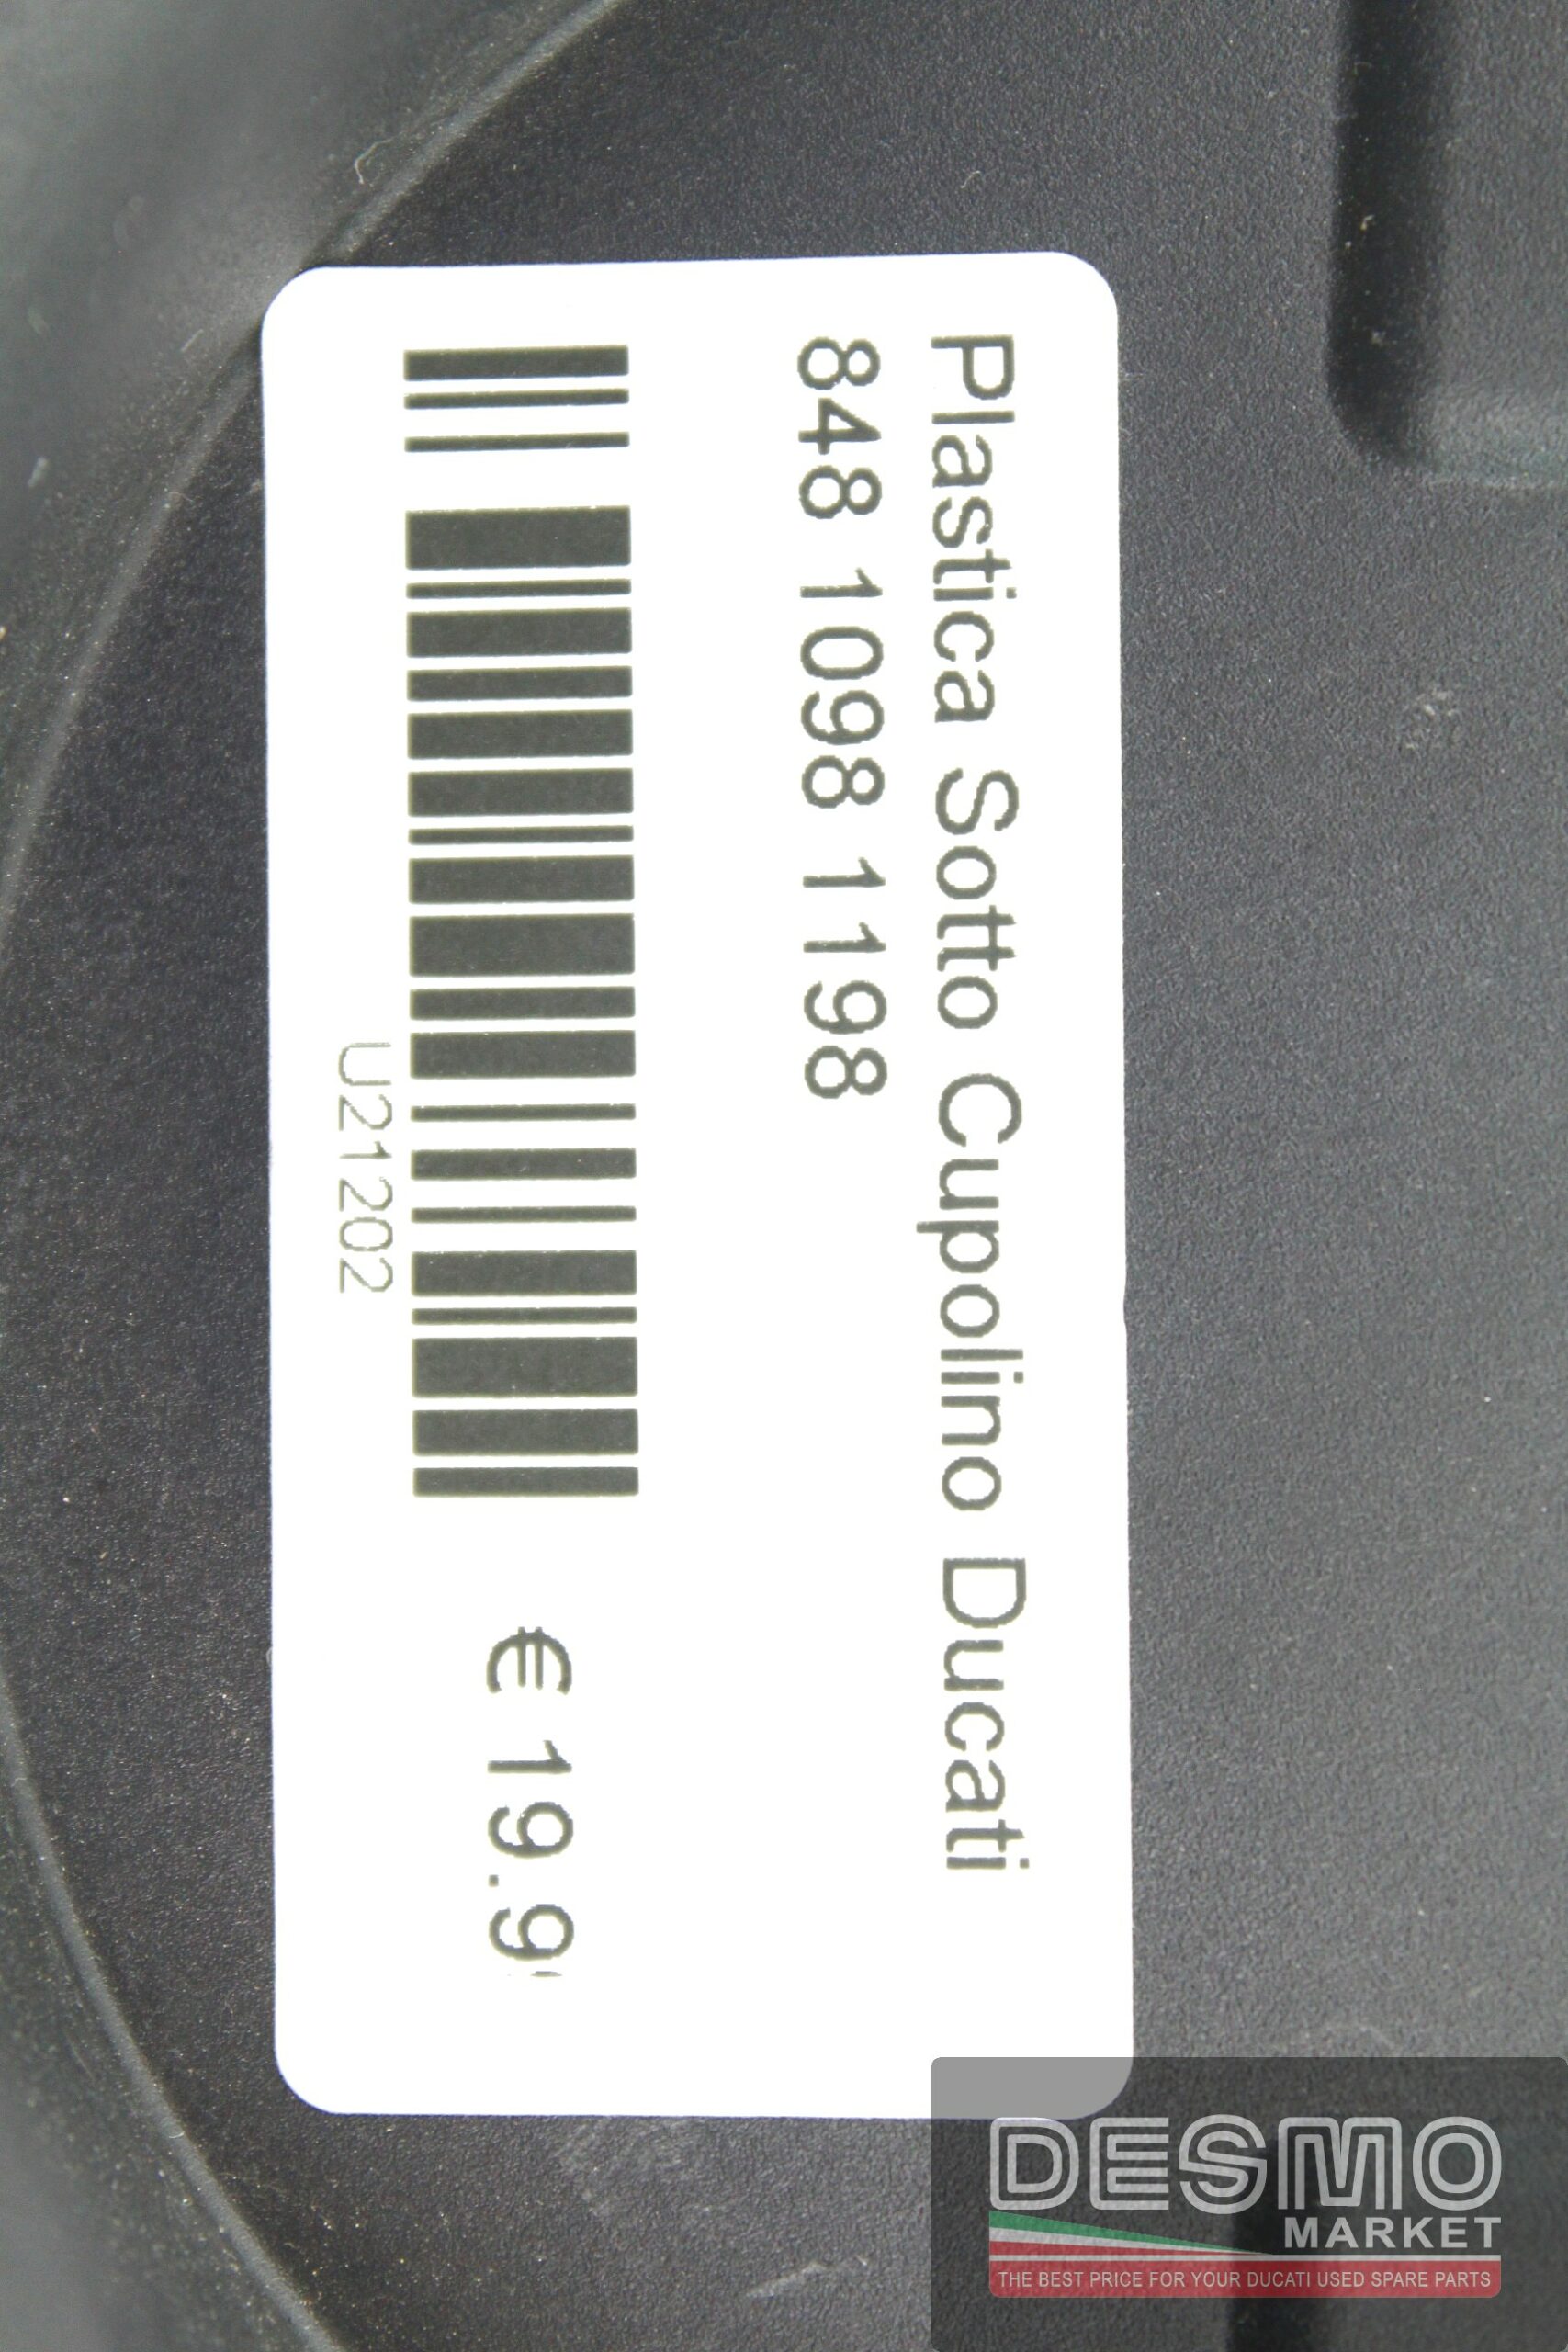 Plastica Sotto Cupolino Ducati
848 1098 1198
€ 19.9
U21202
DESMO
MARKET
THE BEST PRICE FOR YOUR DUCATI USED SPARE PARTS